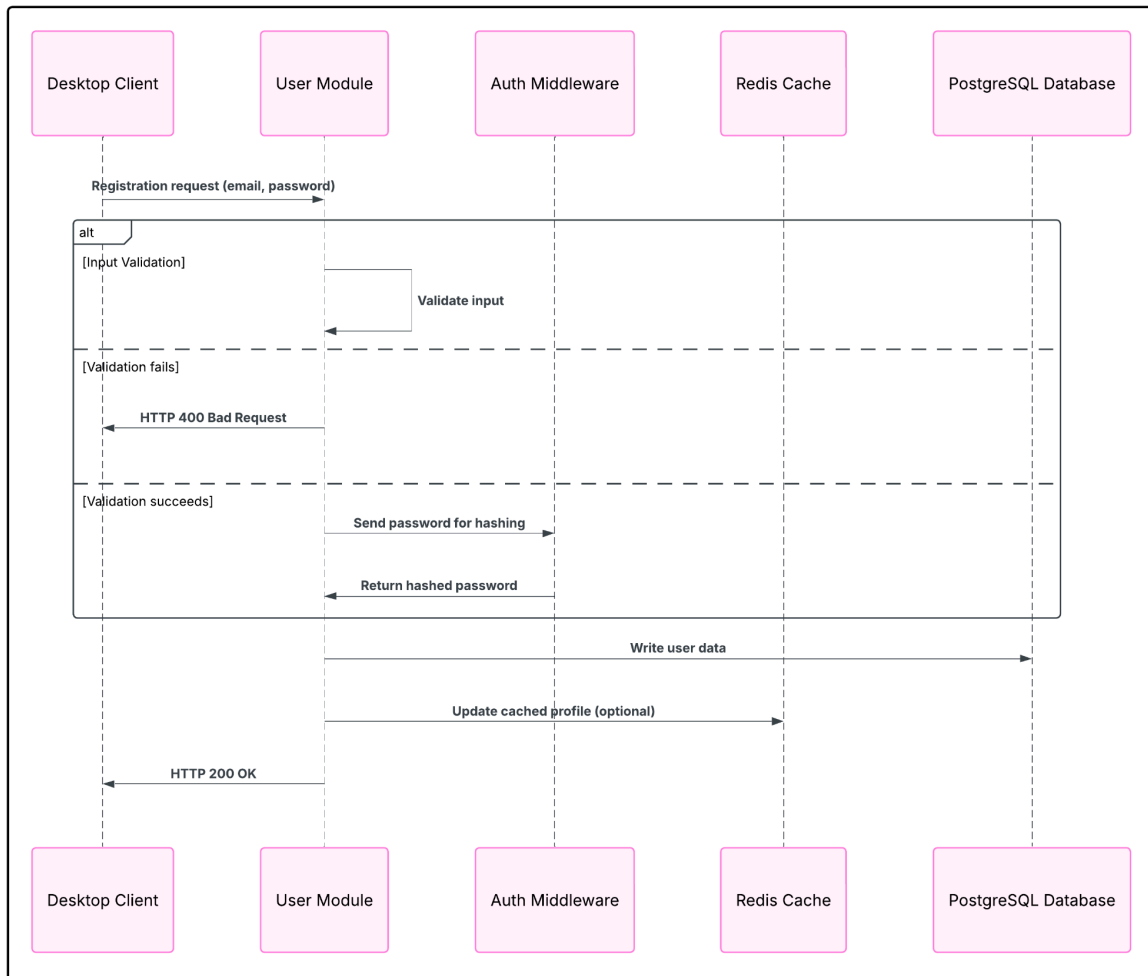 Desktop Client
User Module
Auth Middleware
Redis Cache
PostgreSQL Database
Registration request (email, password)
alt
[Input Validation]
Validate input
[Validation fails]
HTTP 400 Bad Request
[Validation succeeds]
Send password for hashing
Return hashed password
Write user data
Update cached profile (optional)
HTTP 200 OK
Desktop Client
User Module
Auth Middleware
Redis Cache
PostgreSQL Database